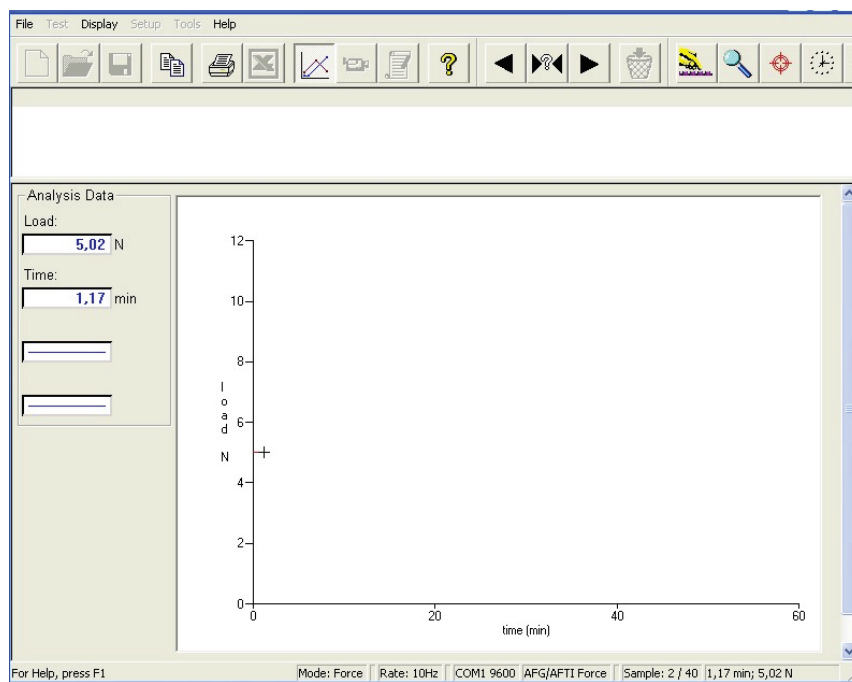 File Test Display Setup Tools Help
Analysis Data
Load:
5,02 N
Time:
1,17 min
12
10
8
6
4
2
0
load N
0 20 40 60
time (min)
For Help, press F1 Mode: Force Rate: 10Hz COM1 9600 AFG/AFTI Force Sample: 2 / 40 1,17 min; 5,02 N